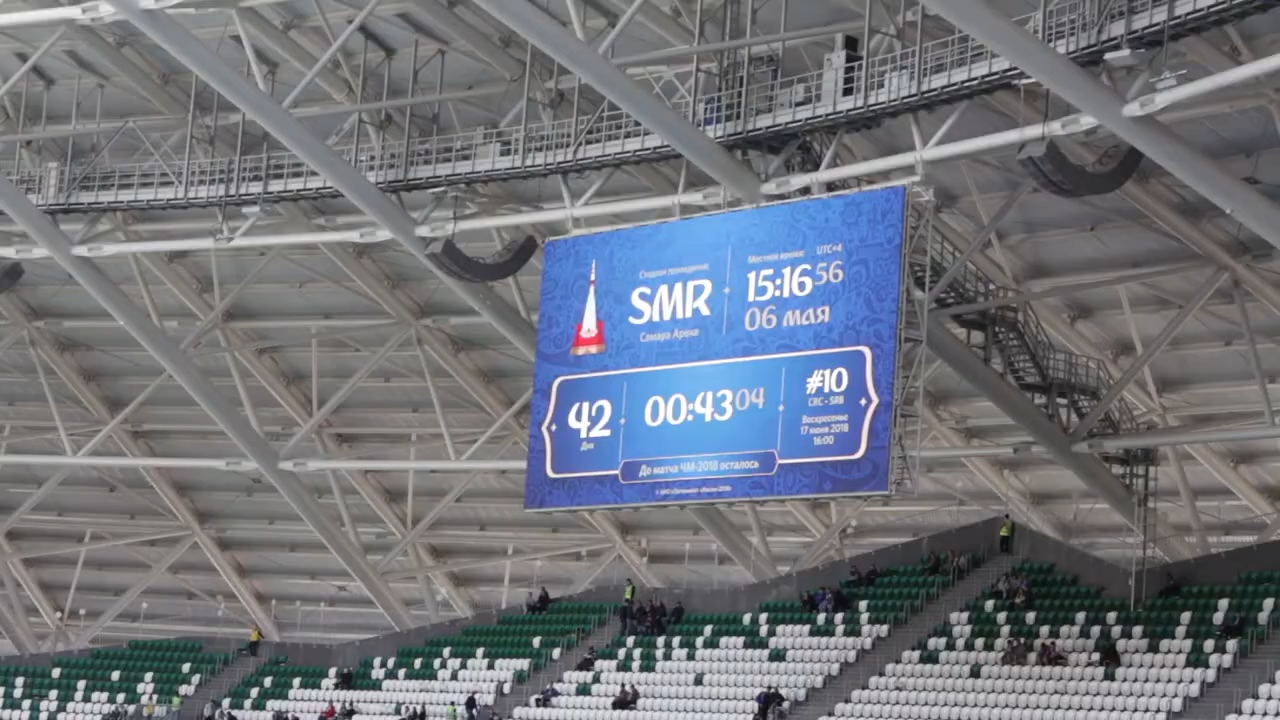 Стадион проведения:
SMR
Самара Арена
Местное время: UTC+4
15:16 56
06 мая
42
Дня
00:43 04
#10
CRC - SRB
Воскресенье
17 июня 2018
16:00
До матча ЧМ-2018 осталось